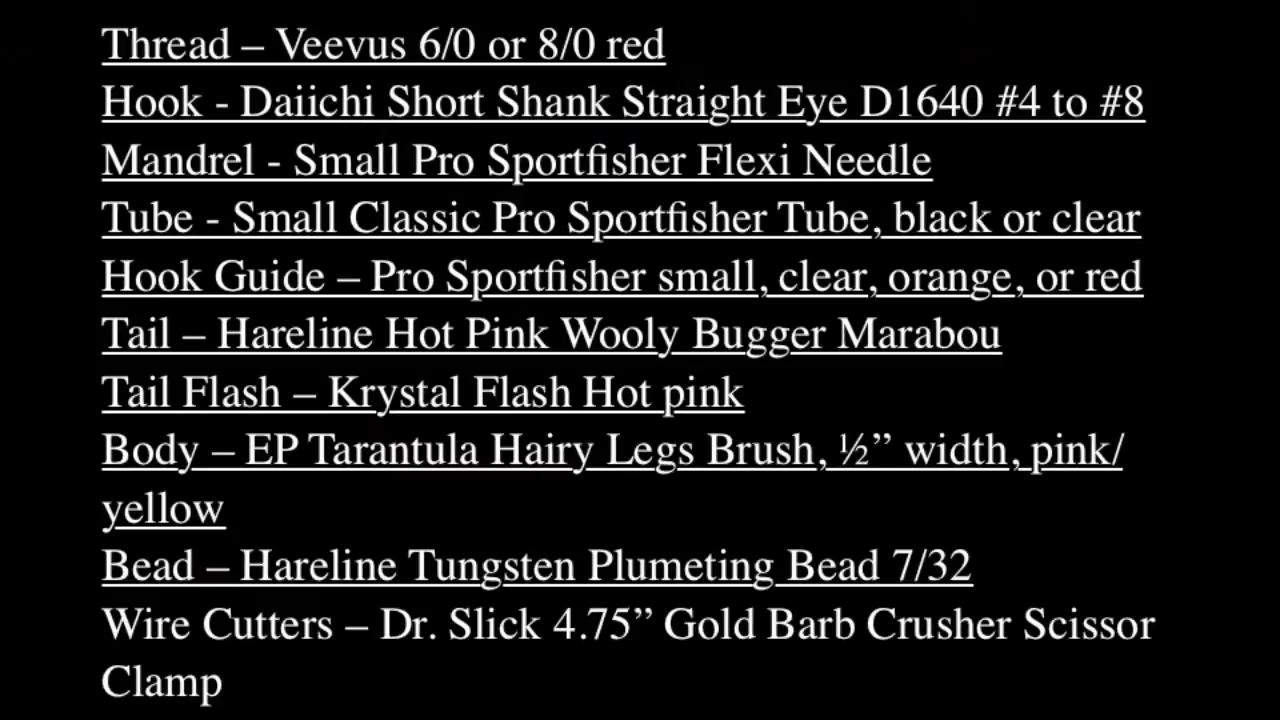 Thread – Veevus 6/0 or 8/0 red
Hook - Daiichi Short Shank Straight Eye D1640 #4 to #8
Mandrel - Small Pro Sportfisher Flexi Needle
Tube - Small Classic Pro Sportfisher Tube, black or clear
Hook Guide – Pro Sportfisher small, clear, orange, or red
Tail – Hareline Hot Pink Wooly Bugger Marabou
Tail Flash – Krystal Flash Hot pink
Body – EP Tarantula Hairy Legs Brush, ½” width, pink/
yellow
Bead – Hareline Tungsten Plumeting Bead 7/32
Wire Cutters – Dr. Slick 4.75” Gold Barb Crusher Scissor
Clamp